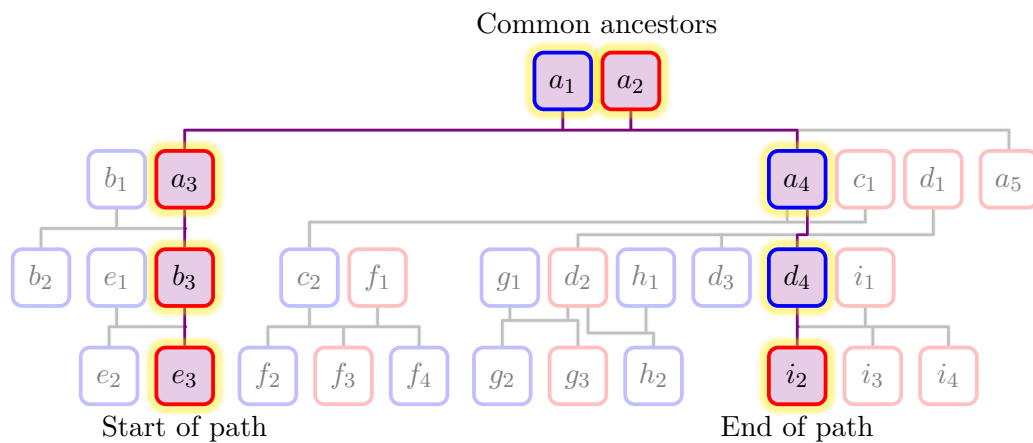 Common ancestors
a₁ a₂
b₁ a₃ a₄ c₁ d₁ a₅
b₂ e₁ b₃ c₂ f₁ g₁ d₂ h₁ d₃ d₄ i₁
e₂ e₃ f₂ f₃ f₄ g₂ g₃ h₂ i₂ i₃ i₄
Start of path End of path